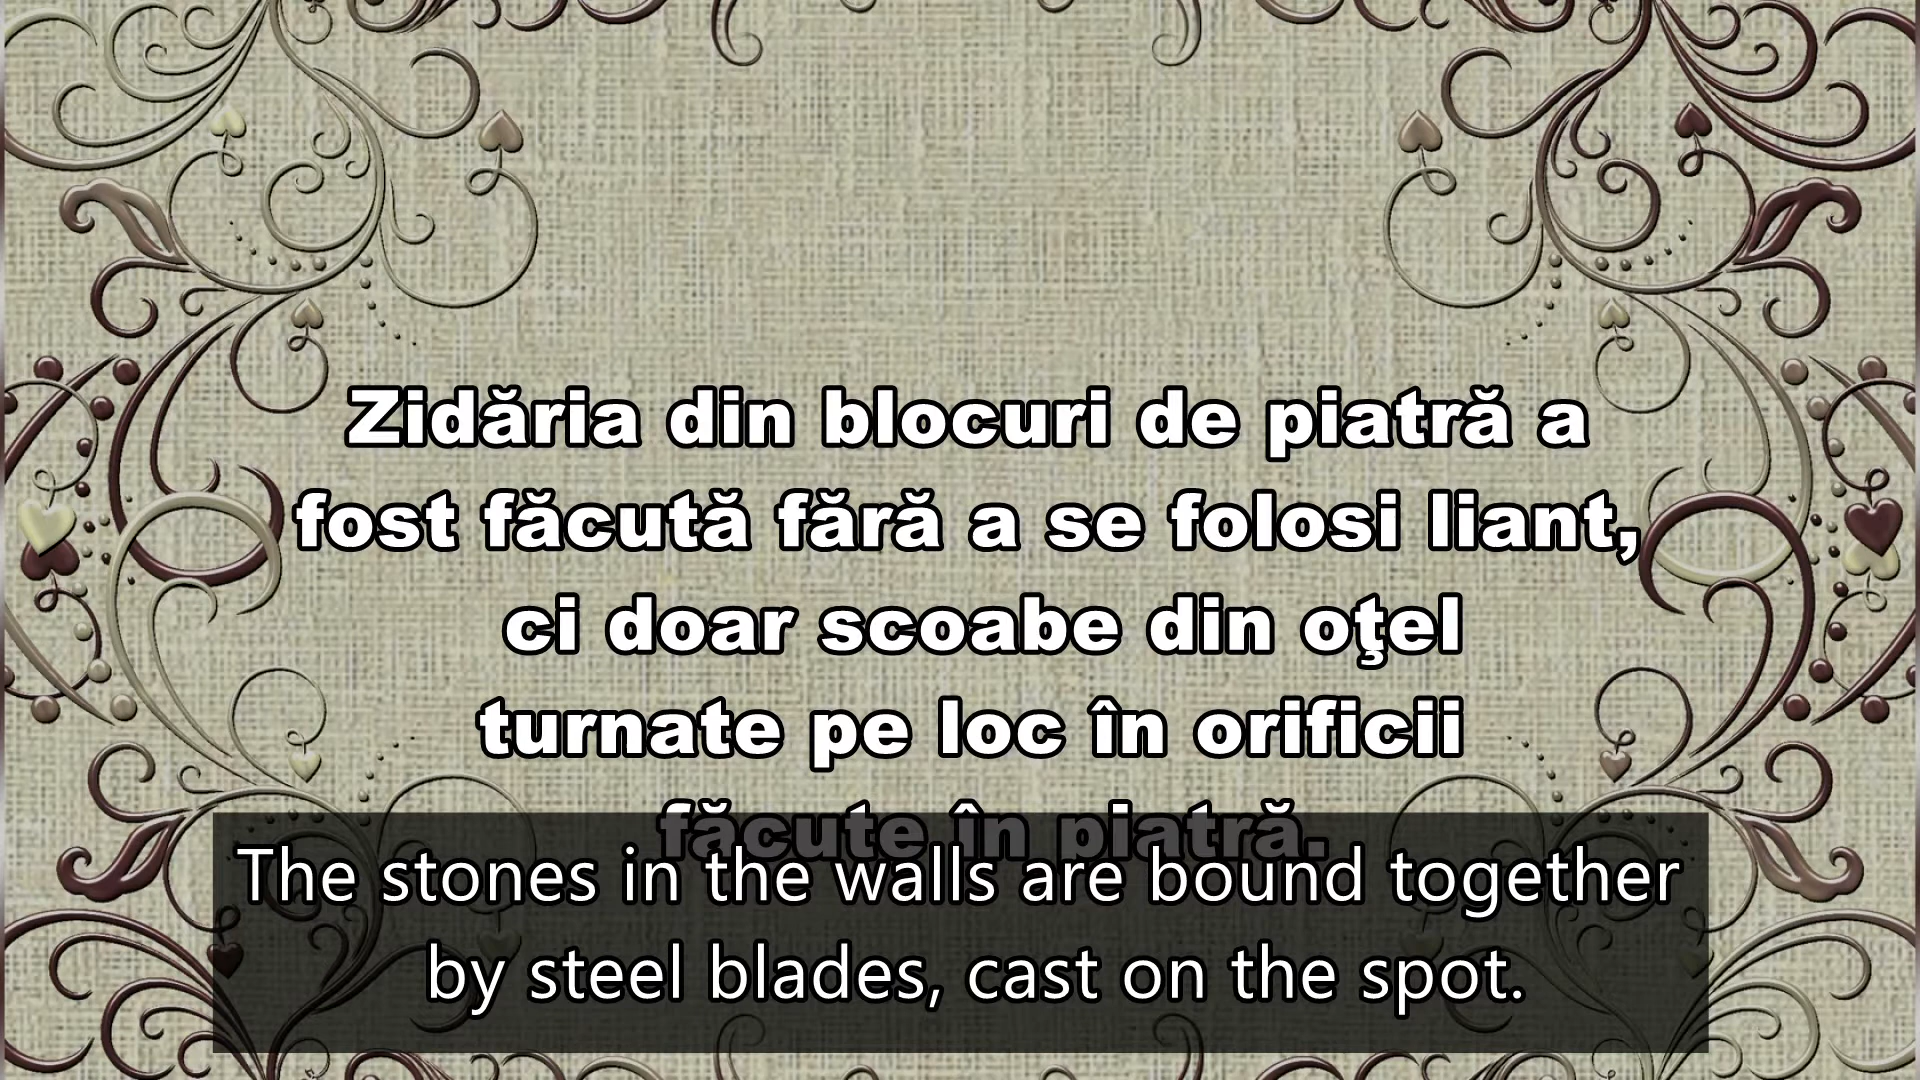 Zidăria din blocuri de piatră a
fost făcută fără a se folosi liant,
ci doar scoabe din oţel
turnate pe loc în orificii
făcute în piatră.
The stones in the walls are bound together
by steel blades, cast on the spot.